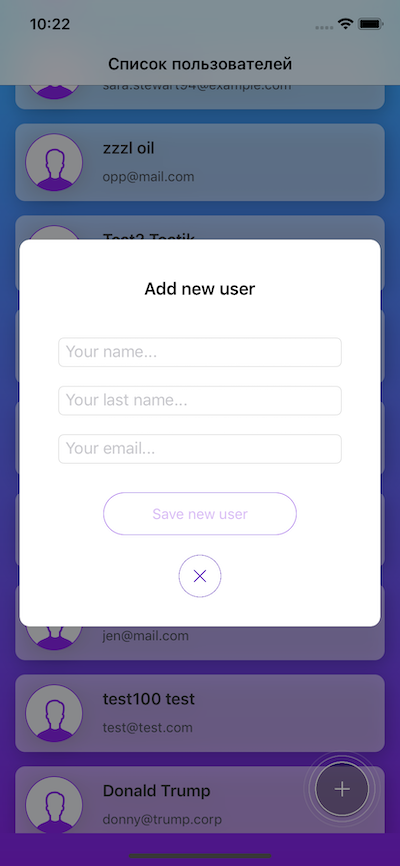 10:22
Список пользователей
sara.stewart94@example.com
zzzl oil
opp@mail.com
Test2 Testik
Add new user
Your name...
Your last name...
Your email...
Save new user
jen@mail.com
test100 test
test@test.com
Donald Trump
donny@trump.corp